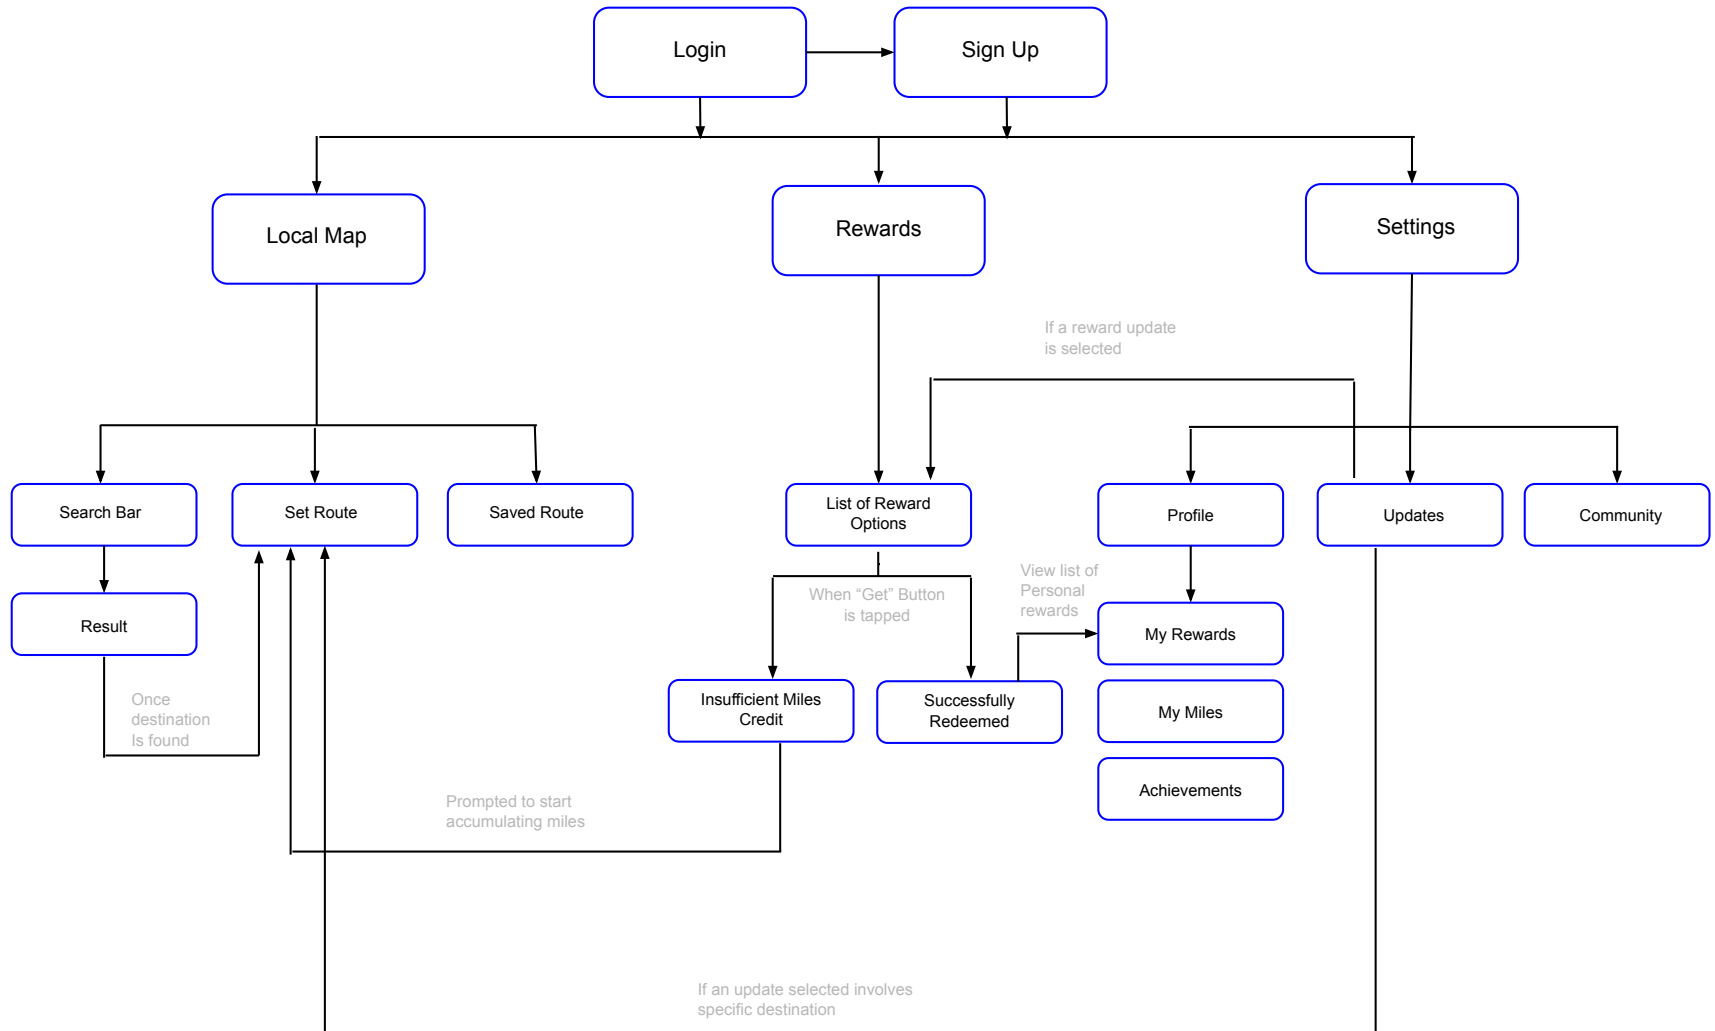 Login
Sign Up
Local Map
Rewards
Settings
If a reward update
is selected
Search Bar
Set Route
Saved Route
List of Reward
Options
Profile
Updates
Community
Result
When “Get” Button
is tapped
View list of
Personal
rewards
My Rewards
Once
destination
Is found
Insufficient Miles
Credit
Successfully
Redeemed
My Miles
Achievements
Prompted to start
accumulating miles
If an update selected involves
specific destination